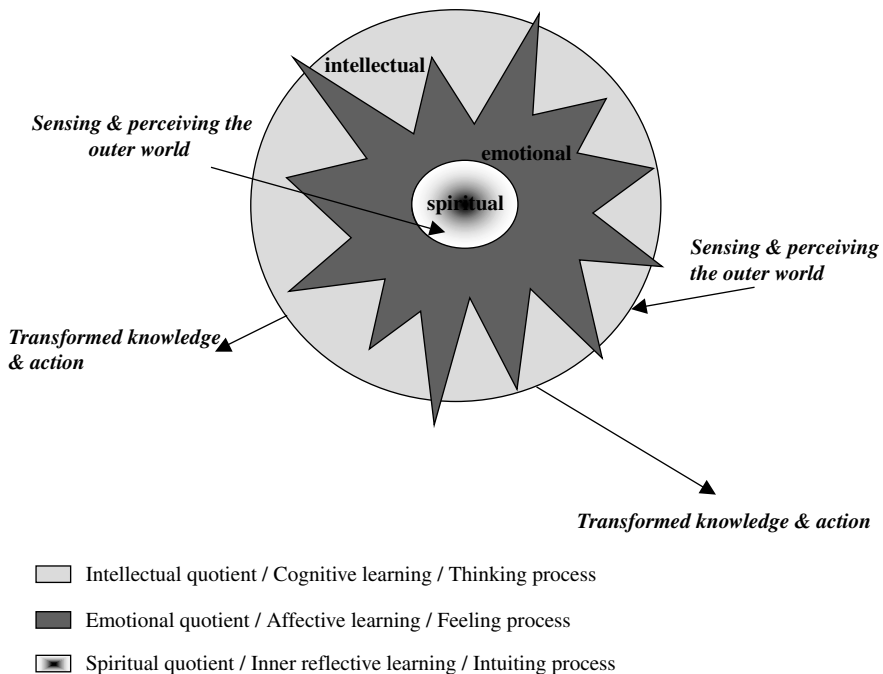 intellectual
Sensing & perceiving the
outer world
emotional
spiritual
Sensing & perceiving
the outer world
Transformed knowledge
& action
Transformed knowledge & action
Intellectual quotient / Cognitive learning / Thinking process
Emotional quotient / Affective learning / Feeling process
Spiritual quotient / Inner reflective learning / Intuiting process